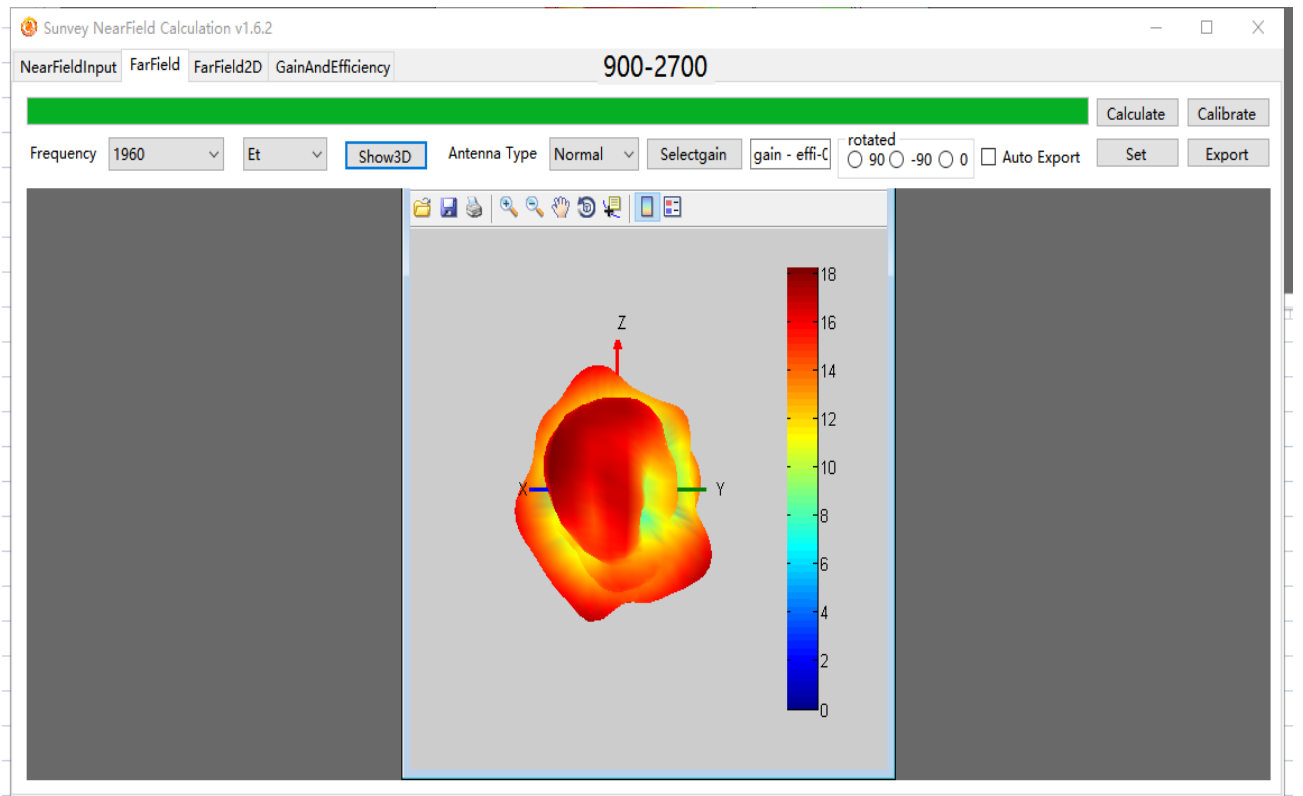 Sunvey NearField Calculation v1.6.2
NearFieldInput FarField FarField2D GainAndEfficiency 900-2700
Calculate Calibrate
Frequency 1960 Et Show3D Antenna Type Normal Selectgain gain - effi-0 rotated 90 -90 0 Auto Export Set Export
18
Z
16
14
12
10
X Y
8
6
4
2
0